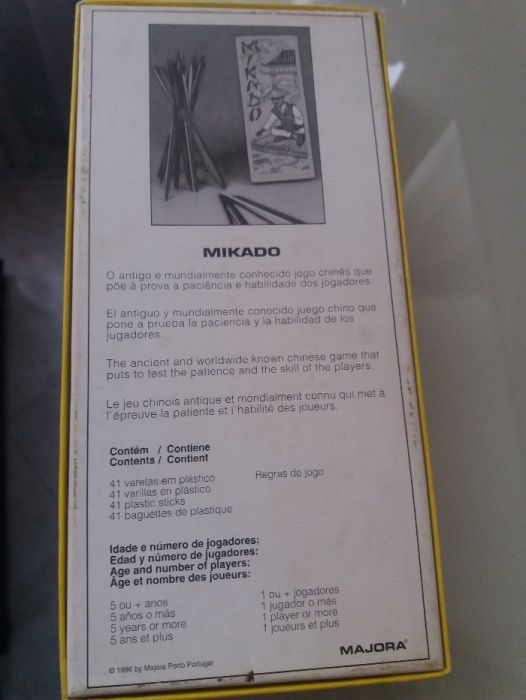 MIKADO
MIKADO
O antigo e mundialmente conhecido jogo chinês que
põe à prova a paciência e habilidade dos jogadores.
El antiguo y mundialmente conocido juego chino que
pone a prueba la paciencia y la habilidad de los
jugadores.
The ancient and worldwide known chinese game that
puts to test the patience and the skill of the players.
Le jeu chinois antique et mondialment connu qui met à
l'épreuve la patiente et l'habilité des joueurs.
Contém / Contiene
Contents / Contient
41 varetas em plástico
41 varillas en plástico
41 plastic sticks
41 baguettes de plastique
Regras do jogo
Idade e número de jogadores:
Edad y número de jugadores:
Age and number of players:
Âge et nombre des joueurs:
5 ou + anos
5 años o más
5 years or more
5 ans et plus
1 ou + jogadores
1 jugador o más
1 player or more
1 joueurs et plus
© 1996 by Majora Porto Portugal
MAJORA®